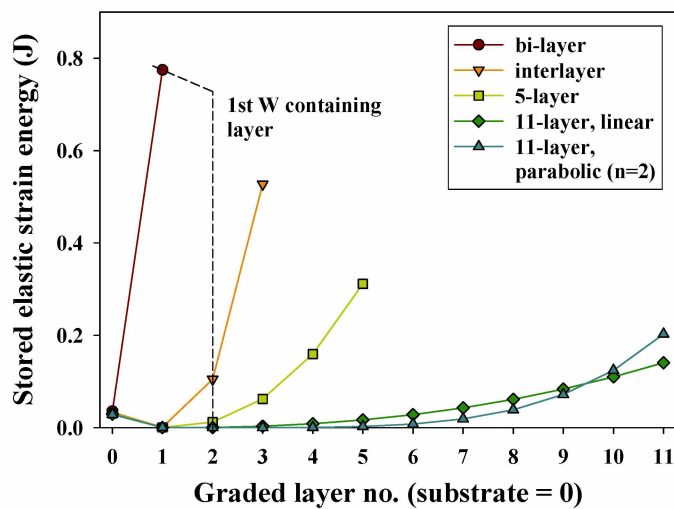 Stored elastic strain energy (J)
0.8
0.6
0.4
0.2
0.0
bi-layer
interlayer
5-layer
11-layer, linear
11-layer,
parabolic (n=2)
1st W containing
layer
0 1 2 3 4 5 6 7 8 9 10 11
Graded layer no. (substrate = 0)